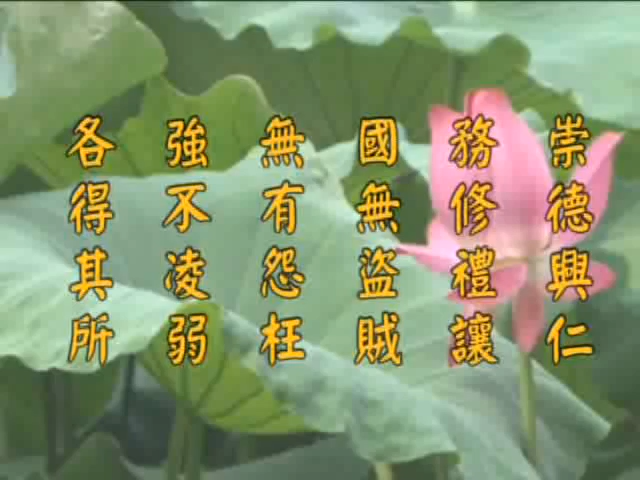 崇德興仁
務修禮讓
國無盜賊
無有怨枉
強不凌弱
各得其所